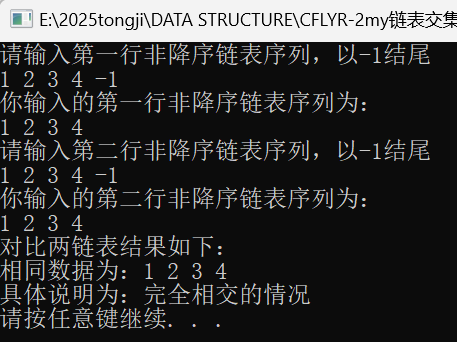 E:\2025tongji\DATA STRUCTURE\CFLYR-2my链表交集
请输入第一行非降序链表序列，以-1结尾
1 2 3 4 -1
你输入的第一行非降序链表序列为：
1 2 3 4
请输入第二行非降序链表序列，以-1结尾
1 2 3 4 -1
你输入的第二行非降序链表序列为：
1 2 3 4
对比两链表结果如下：
相同数据为：1 2 3 4
具体说明为：完全相交的情况
请按任意键继续. . .